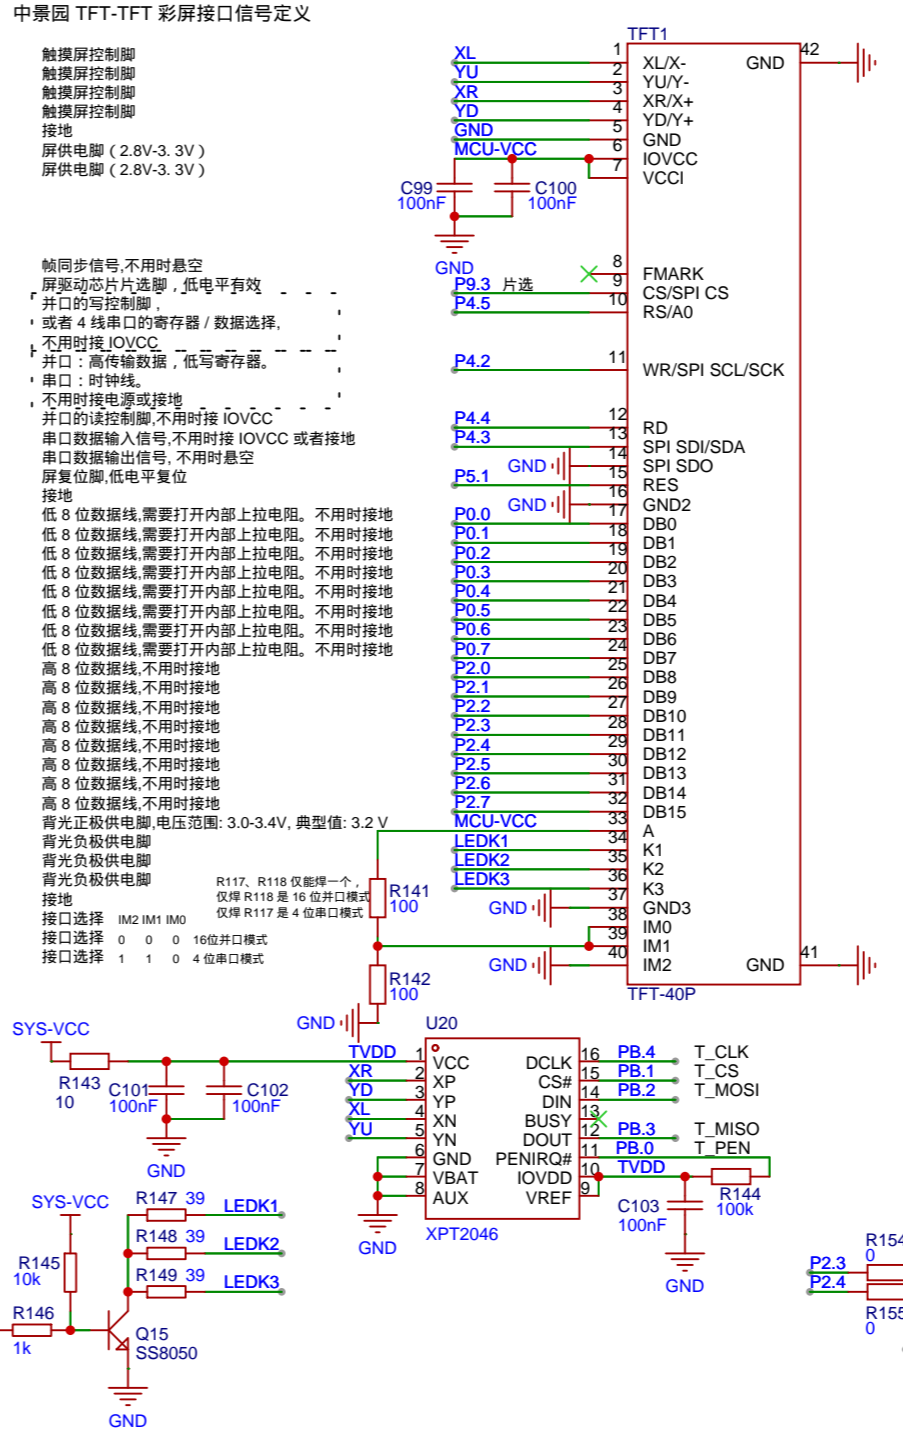 中景园 TFT-TFT 彩屏接口信号定义
触摸屏控制脚
触摸屏控制脚
触摸屏控制脚
触摸屏控制脚
接地
屏供电脚（2.8V-3. 3V）
屏供电脚（2.8V-3. 3V）
帧同步信号,不用时悬空
屏驱动芯片片选脚，低电平有效
并口的写控制脚，
或者 4 线串口的寄存器 / 数据选择,
不用时接 IOVCC
并口：高传输数据，低写寄存器。
串口：时钟线。
不用时接电源或接地
并口的读控制脚,不用时接 IOVCC
串口数据输入信号,不用时接 IOVCC 或者接地
串口数据输出信号, 不用时悬空
屏复位脚,低电平复位
接地
低 8 位数据线,需要打开内部上拉电阻。不用时接地
低 8 位数据线,需要打开内部上拉电阻。不用时接地
低 8 位数据线,需要打开内部上拉电阻。不用时接地
低 8 位数据线,需要打开内部上拉电阻。不用时接地
低 8 位数据线,需要打开内部上拉电阻。不用时接地
低 8 位数据线,需要打开内部上拉电阻。不用时接地
低 8 位数据线,需要打开内部上拉电阻。不用时接地
低 8 位数据线,需要打开内部上拉电阻。不用时接地
高 8 位数据线,不用时接地
高 8 位数据线,不用时接地
高 8 位数据线,不用时接地
高 8 位数据线,不用时接地
高 8 位数据线,不用时接地
高 8 位数据线,不用时接地
高 8 位数据线,不用时接地
高 8 位数据线,不用时接地
背光正极供电脚,电压范围: 3.0-3.4V, 典型值: 3.2 V
背光负极供电脚
背光负极供电脚
背光负极供电脚
接地
接口选择 IM2 IM1 IM0
接口选择 0 0 0 16位并口模式
接口选择 1 1 0 4 位串口模式
R117、R118 仅能焊一个，
仅焊 R118 是 16 位并口模式
仅焊 R117 是 4 位串口模式
TFT1
XL 1 XL/X-
YU 2 YU/Y-
XR 3 XR/X+
YD 4 YD/Y+
GND 5 GND
MCU-VCC 6 IOVCC
7 VCCI
GND 42
C99 100nF
C100 100nF
GND
8 FMARK
P9.3 片选 9 CS/SPI CS
P4.5 10 RS/A0
P4.2 11 WR/SPI SCL/SCK
P4.4 12 RD
P4.3 13 SPI SDI/SDA
GND 14 SPI SDO
P5.1 15 RES
GND 16 GND2
P0.0 17 DB0
P0.1 18 DB1
P0.2 19 DB2
P0.3 20 DB3
P0.4 21 DB4
P0.5 22 DB5
P0.6 23 DB6
P0.7 24 DB7
P2.0 25 DB8
P2.1 26 DB9
P2.2 27 DB10
P2.3 28 DB11
P2.4 29 DB12
P2.5 30 DB13
P2.6 31 DB14
P2.7 32 DB15
MCU-VCC 33 A
LEDK1 34 K1
LEDK2 35 K2
LEDK3 36 K3
GND 37 GND3
38 IM0
39 IM1
GND 40 IM2
GND 41
TFT-40P
R141
100
R142
100
GND
SYS-VCC
R143
10
C101
100nF
C102
100nF
GND
U20
TVDD 1 VCC
XR 2 XP
YD 3 YP
XL 4 XN
YU 5 YN
6 GND
7 VBAT
8 AUX
GND
DCLK 16 PB.4 T_CLK
CS# 15 PB.1 T_CS
DIN 14 PB.2 T_MOSI
BUSY 13
DOUT 12 PB.3 T_MISO
PENIRQ# 11 PB.0 T_PEN
IOVDD 10 TVDD
VREF 9
XPT2046
C103
100nF
R144
100k
GND
SYS-VCC
R147 39 LEDK1
R148 39 LEDK2
R149 39 LEDK3
R145
10k
R146
1k
Q15
SS8050
GND
R154
0
P2.3
P2.4
R155
0